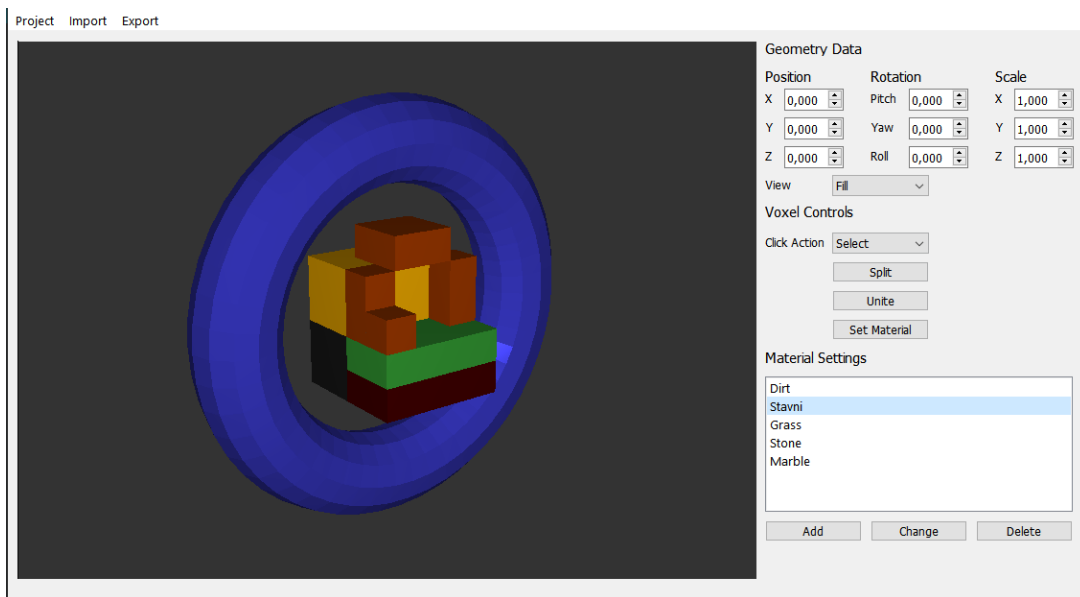 Project Import Export
Geometry Data
Position Rotation Scale
X 0,000 Pitch 0,000 X 1,000
Y 0,000 Yaw 0,000 Y 1,000
Z 0,000 Roll 0,000 Z 1,000
View Fill
Voxel Controls
Click Action Select
Split
Unite
Set Material
Material Settings
Dirt
Stavni
Grass
Stone
Marble
Add Change Delete